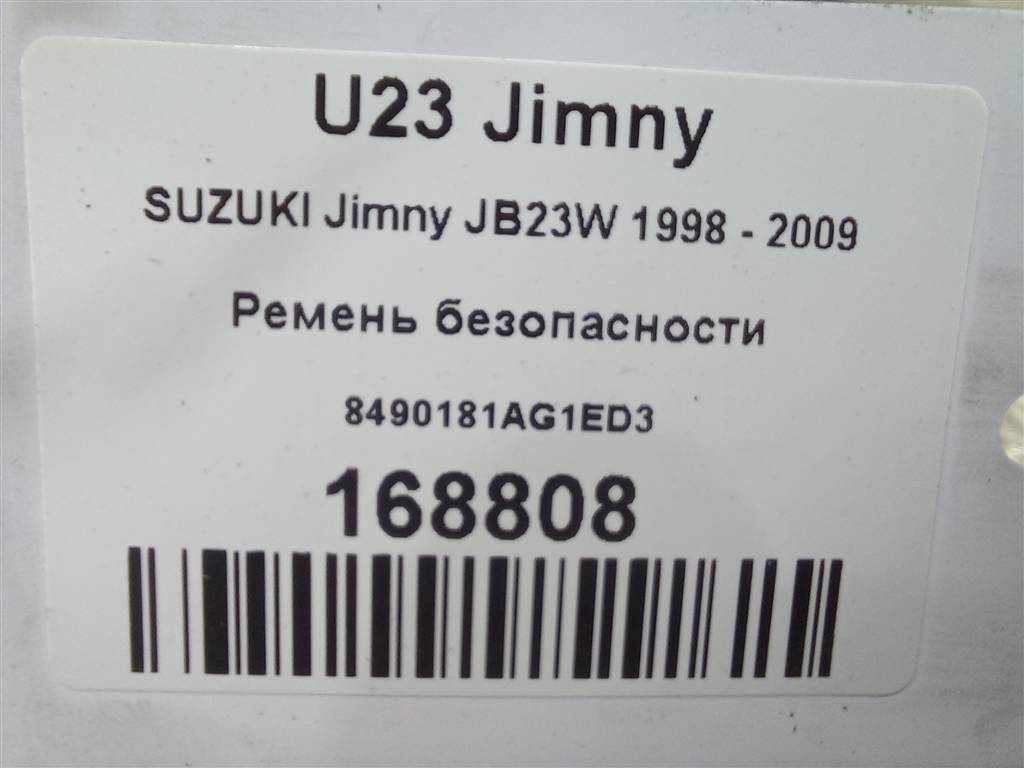 U23 Jimny
SUZUKI Jimny JB23W 1998 - 2009
Ремень безопасности
8490181AG1ED3
168808